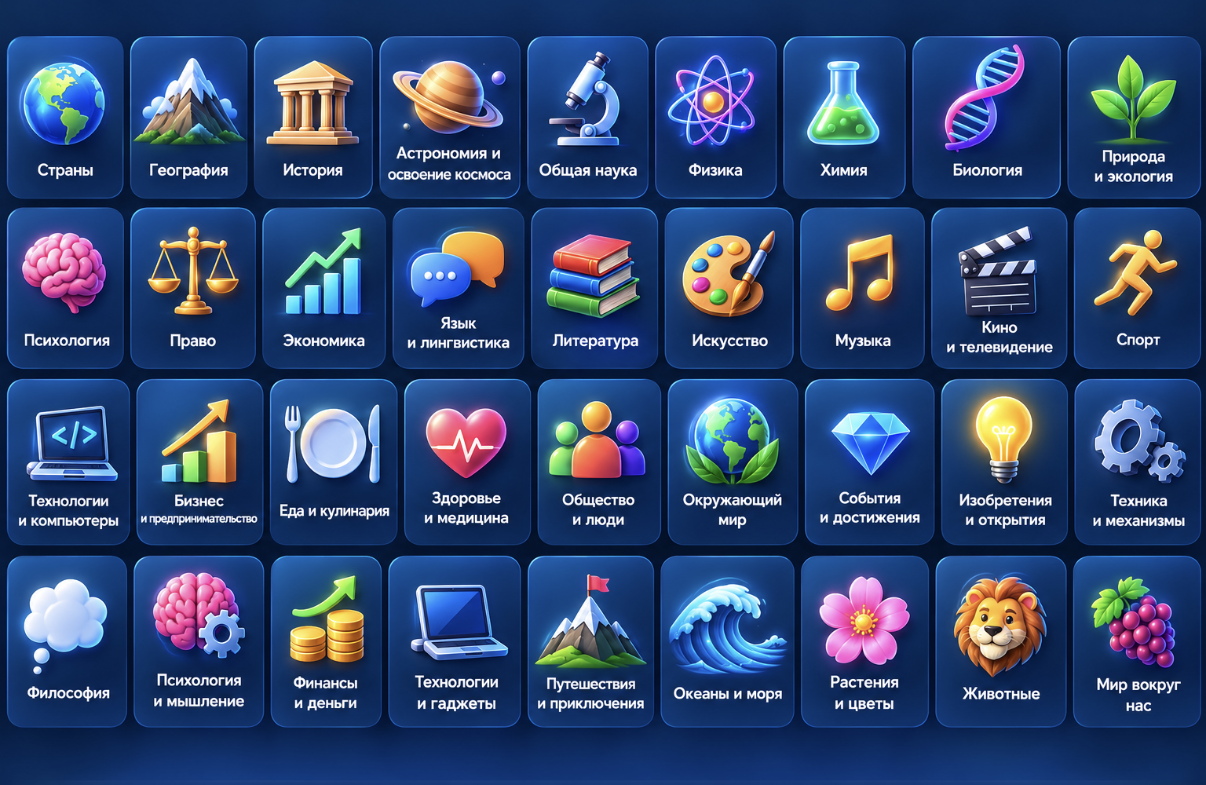 Страны
География
История
Астрономия и
освоение космоса
Общая наука
Физика
Химия
Биология
Природа
и экология
Психология
Право
Экономика
Язык
и лингвистика
Литература
Искусство
Музыка
Кино
и телевидение
Спорт
</>
Технологии
и компьютеры
Бизнес
и предпринимательство
Еда и кулинария
Здоровье
и медицина
Общество
и люди
Окружающий
мир
События
и достижения
Изобретения
и открытия
Техника
и механизмы
Философия
Психология
и мышление
Финансы
и деньги
Технологии
и гаджеты
Путешествия
и приключения
Океаны и моря
Растения
и цветы
Животные
Мир вокруг
нас